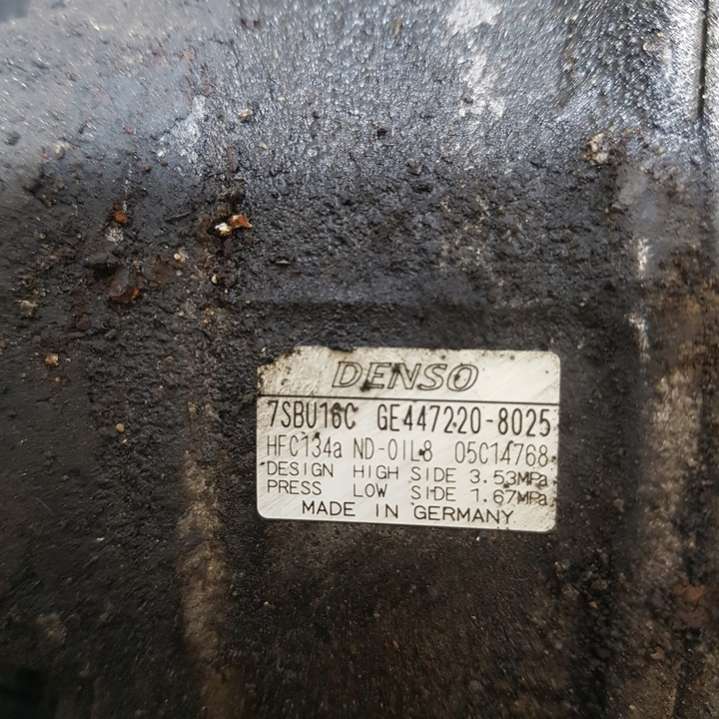 DENSO
7SBU16C GE447220-8025
HFC134a ND-OIL8 05C14768
DESIGN HIGH SIDE 3.53MPa
PRESS LOW SIDE 1.67MPa
MADE IN GERMANY